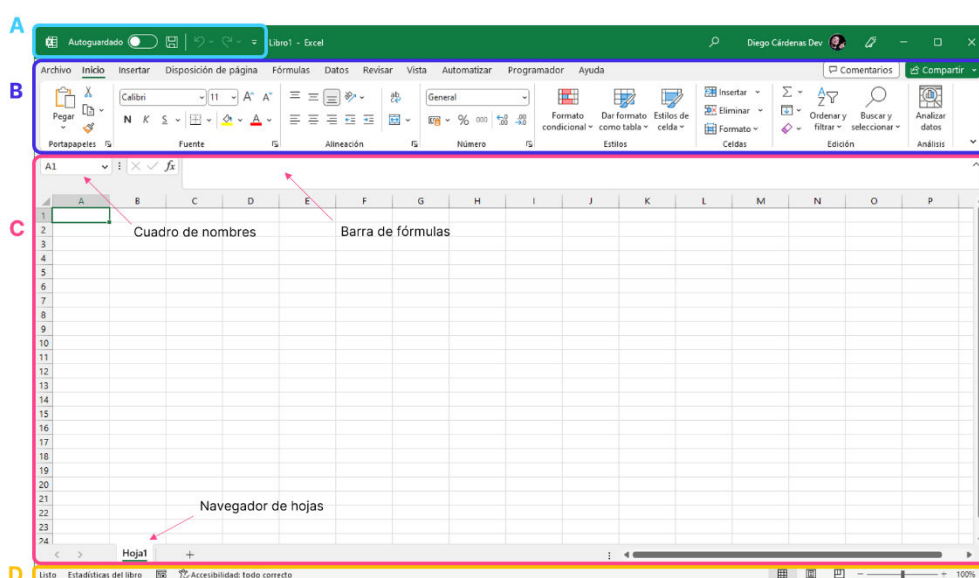 A
Autoguardado
Libro1 - Excel
Diego Cárdenas Dev
B
Archivo Inicio Insertar Disposición de página Fórmulas Datos Revisar Vista Automatizar Programador Ayuda
Comentarios Compartir
Pegar
Calibri 11 A^ A˅
N K S A
ab
General
% 000
Formato condicional
Dar formato como tabla
Estilos de celda
Insertar
Eliminar
Formato
Ordenar y filtrar
Buscar y seleccionar
Analizar datos
Portapapeles Fuente Alineación Número Estilos Celdas Edición Análisis
A1 fx
A B C D E F G H I J K L M N O P
C
Cuadro de nombres Barra de fórmulas
1
2
3
4
5
6
7
8
9
10
11
12
13
14
15
16
17
18
19
20
21
22
23
24
Navegador de hojas
Hoja1 +
D
Listo Estadísticas del libro Accesibilidad: todo correcto
100%